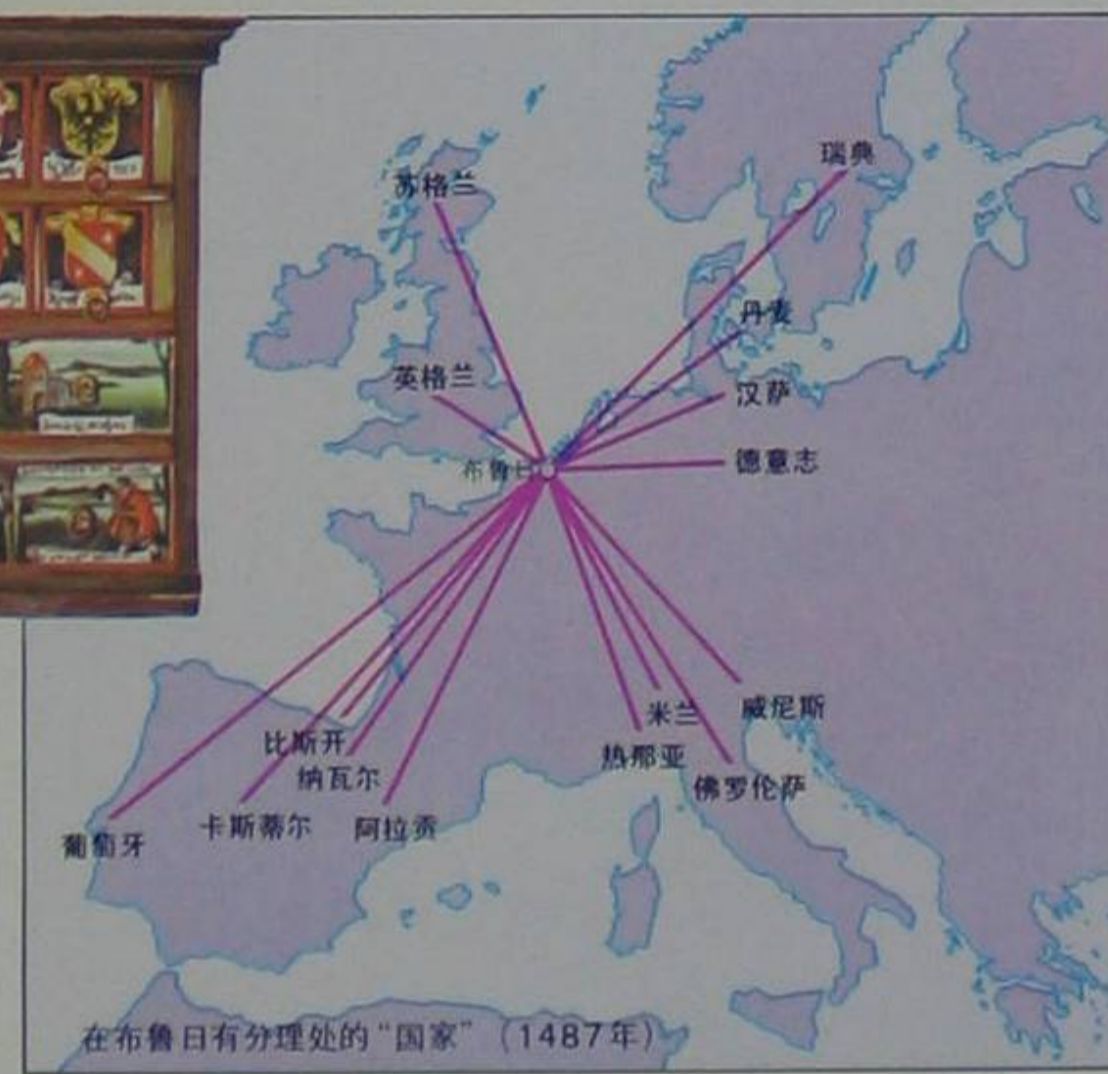 瑞典
苏格兰
丹麦
英格兰
汉萨
布鲁日
德意志
米兰
威尼斯
比斯开
热那亚
纳瓦尔
佛罗伦萨
卡斯蒂尔
阿拉贡
葡萄牙
在布鲁日有分理处的“国家”（1487年）